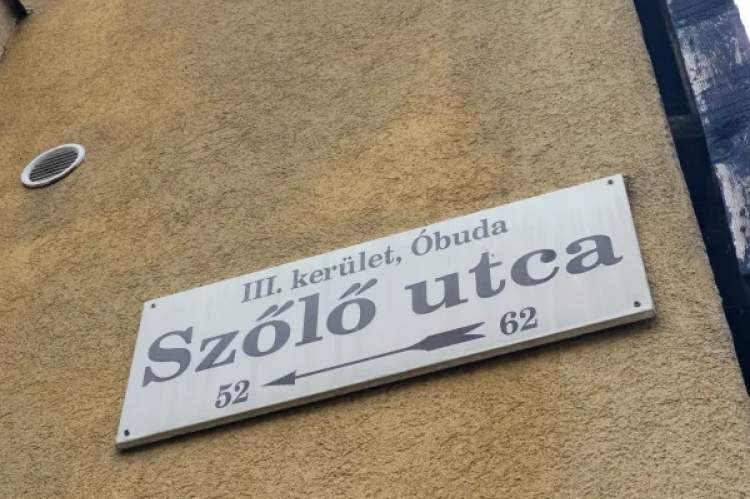 III. kerület, Óbuda
Szőlő utca
52 62